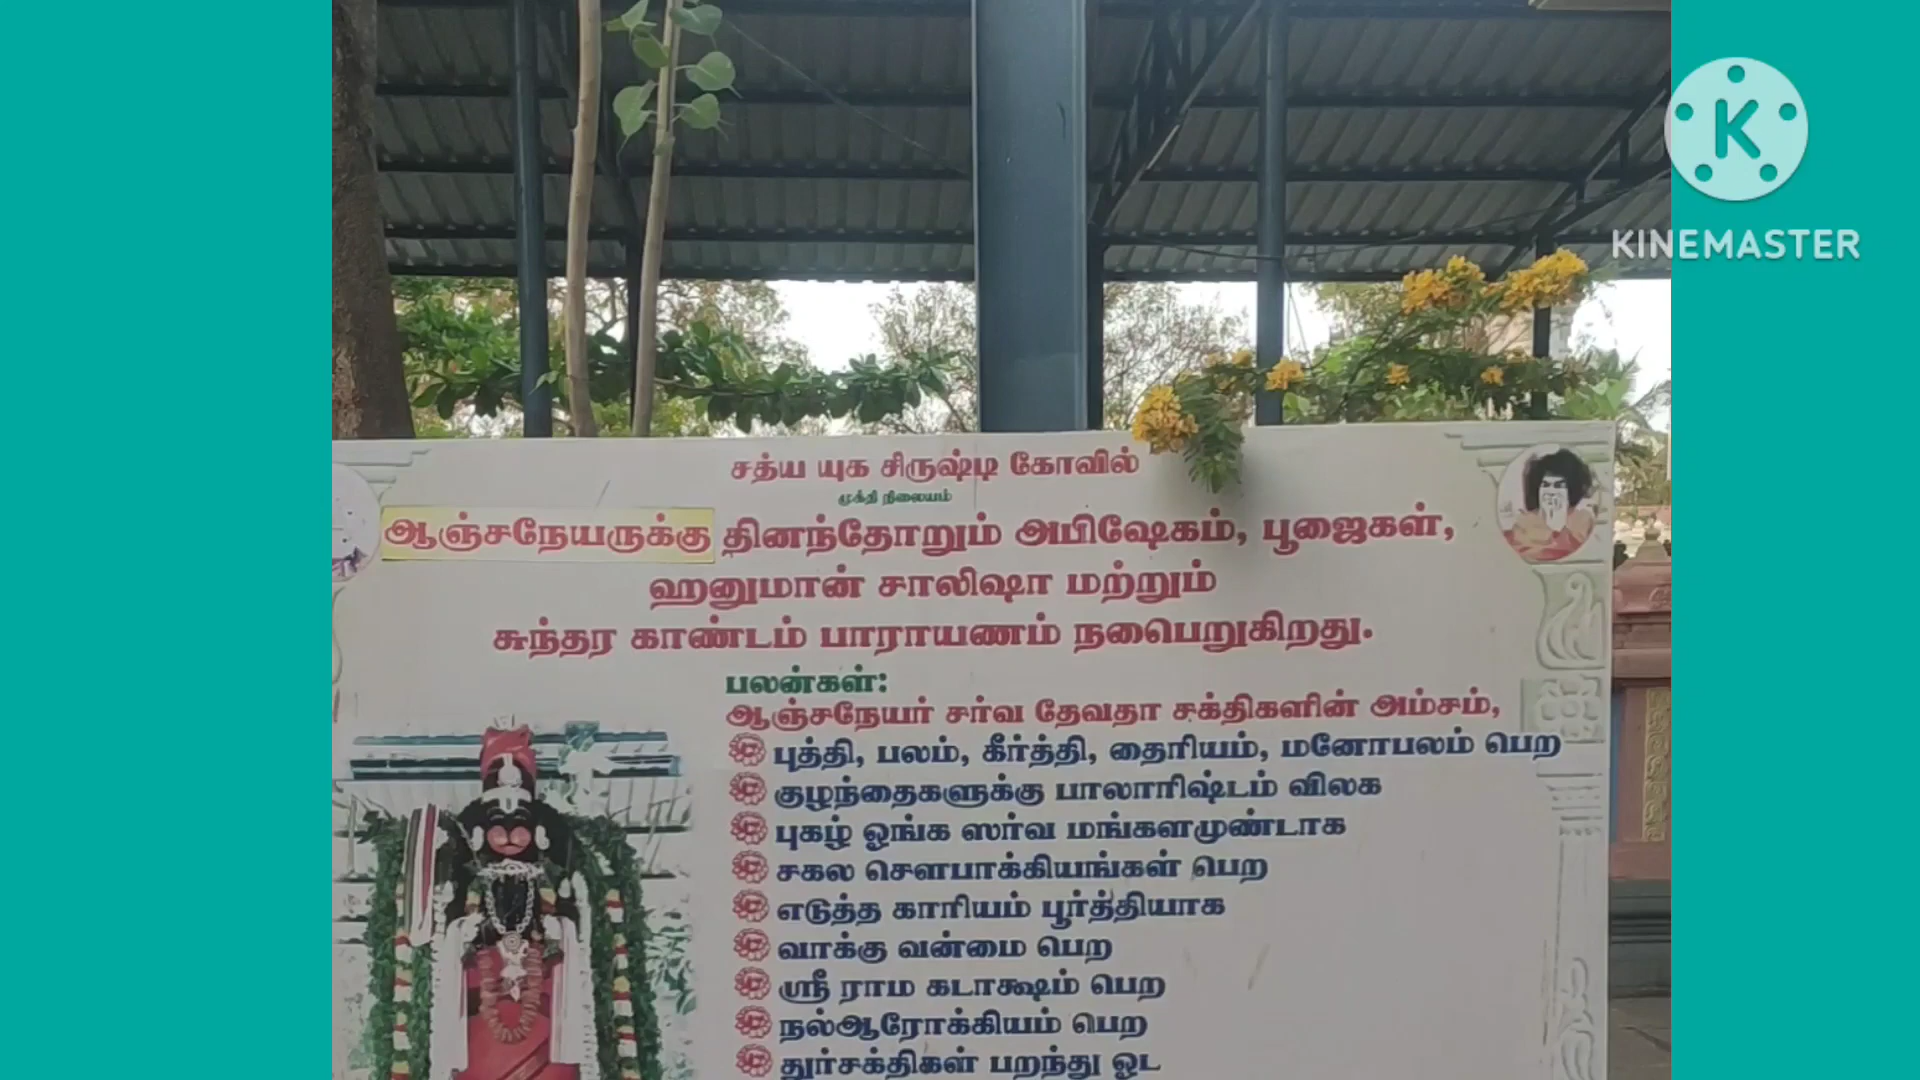 K
KINEMASTER
சத்ய யுக சிருஷ்டி கோவில்
முக்தி நிலையம்
ஆஞ்சநேயருக்கு தினந்தோறும் அபிஷேகம், பூஜைகள்,
ஹனுமான் சாலிஷா மற்றும்
சுந்தர காண்டம் பாராயணம் நபைெறுகிறது.
பலன்கள்:
ஆஞ்சநேயர் சர்வ தேவதா சக்திகளின் அம்சம்,
புத்தி, பலம், கீர்த்தி, தைரியம், மனோபலம் பெற
குழந்தைகளுக்கு பாலாரிஷ்டம் விலக
புகழ் ஓங்க ஸர்வ மங்களமுண்டாக
சகல சௌபாக்கியங்கள் பெற
எடுத்த காரியம் பூர்த்தியாக
வாக்கு வன்மை பெற
ஸ்ரீ ராம கடாக்ஷம் பெற
நல்ஆரோக்கியம் பெற
துர்சக்திகள் பறந்து ஓட